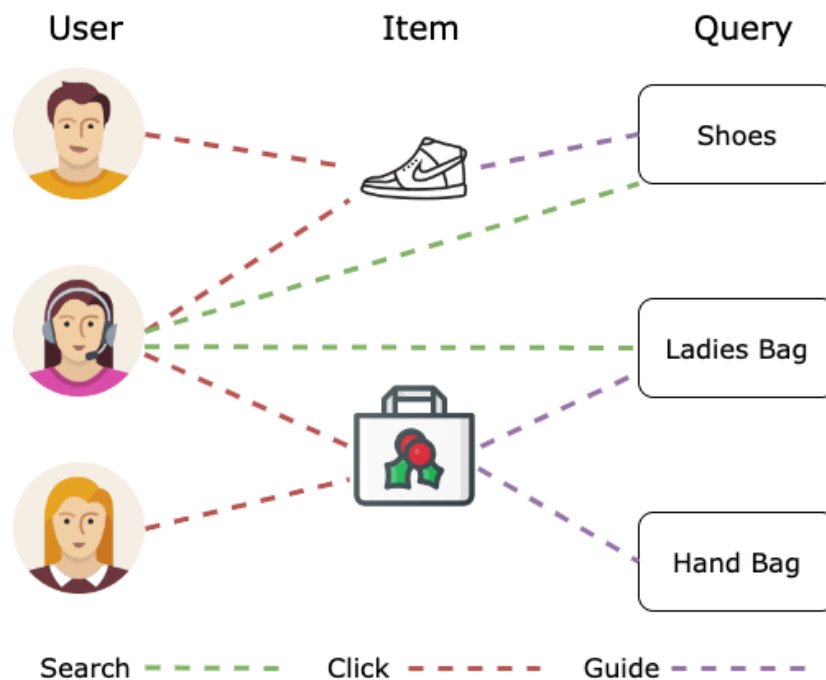 User Item Query
Shoes
Ladies Bag
Hand Bag
Search Click Guide